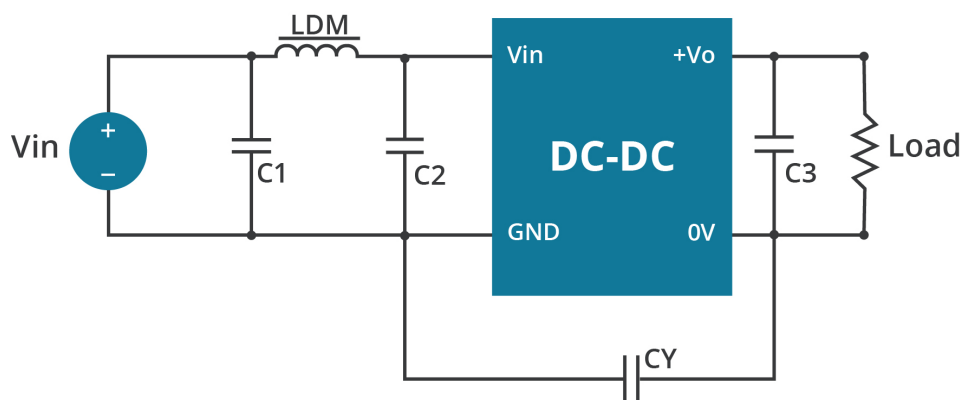 LDM
Vin
+
−
C1
C2
Vin
+Vo
DC-DC
GND
0V
C3
Load
CY